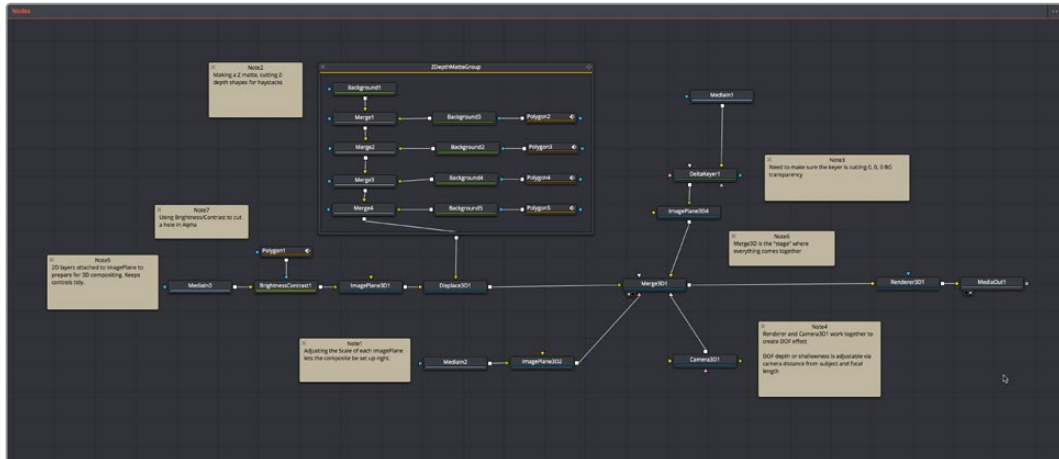 Nodes
Note2
Making a Z matte, cutting Z-
depth shapes for haystacks
ZDepthMatteGroup
Background1
MediaIn1
Merge1
Background3
Polygon2
Merge2
Background2
Polygon3
Note3
Need to make sure the keyer is cutting 0, 0, 0 BG
transparency
Merge3
Background4
Polygon4
DeltaKeyer1
Merge4
Background5
Polygon5
ImagePlane3D4
Note7
Using Brightness/Contrast to cut
a hole in Alpha
Merge3D is the "stage" where
everything comes together
Polygon1
Note5
2D layers attached to ImagePlane to
prepare for 3D compositing. Keeps
controls tidy.
MediaIn3
BrightnessContrast1
ImagePlane3D1
Displace3D1
Merge3D1
Renderer3D1
MediaOut1
Note1
Adjusting the Scale of each ImagePlane
lets the composite be set up right.
MediaIn2
ImagePlane3D2
Camera3D1
Note4
Renderer and Camera3D1 work together to
create DOF effect
DOF depth or shallowness is adjustable via
camera distance from subject and focal
length